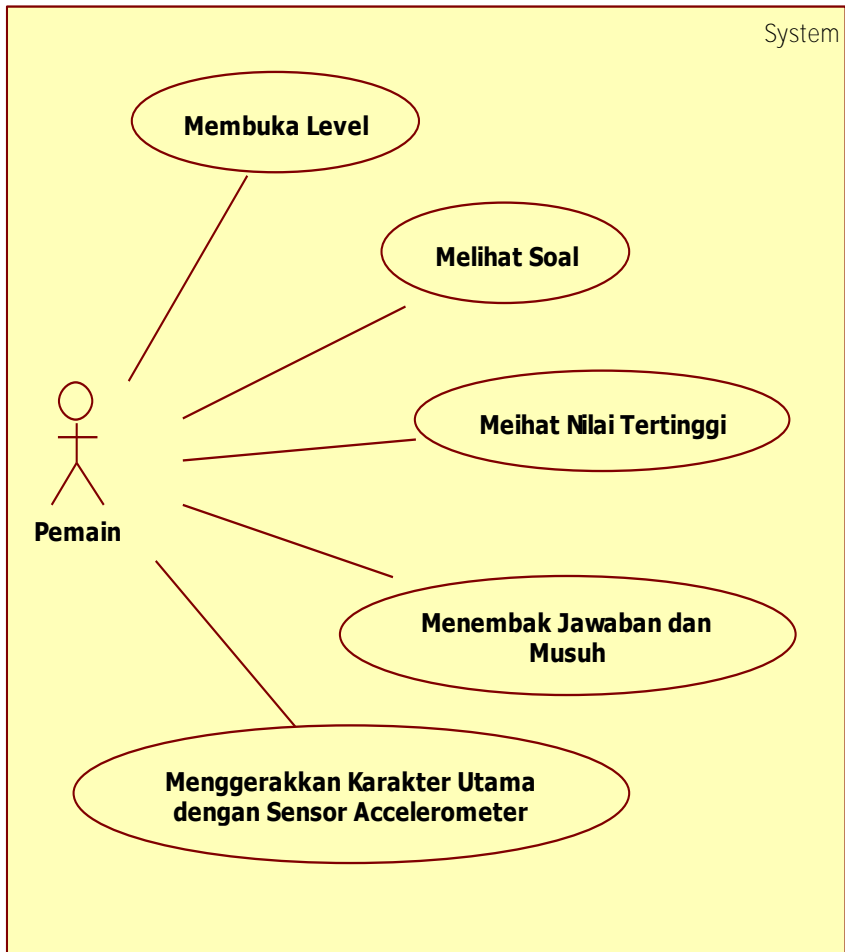 System
Membuka Level
Melihat Soal
Meihat Nilai Tertinggi
Pemain
Menembak Jawaban dan
Musuh
Menggerakkan Karakter Utama
dengan Sensor Accelerometer